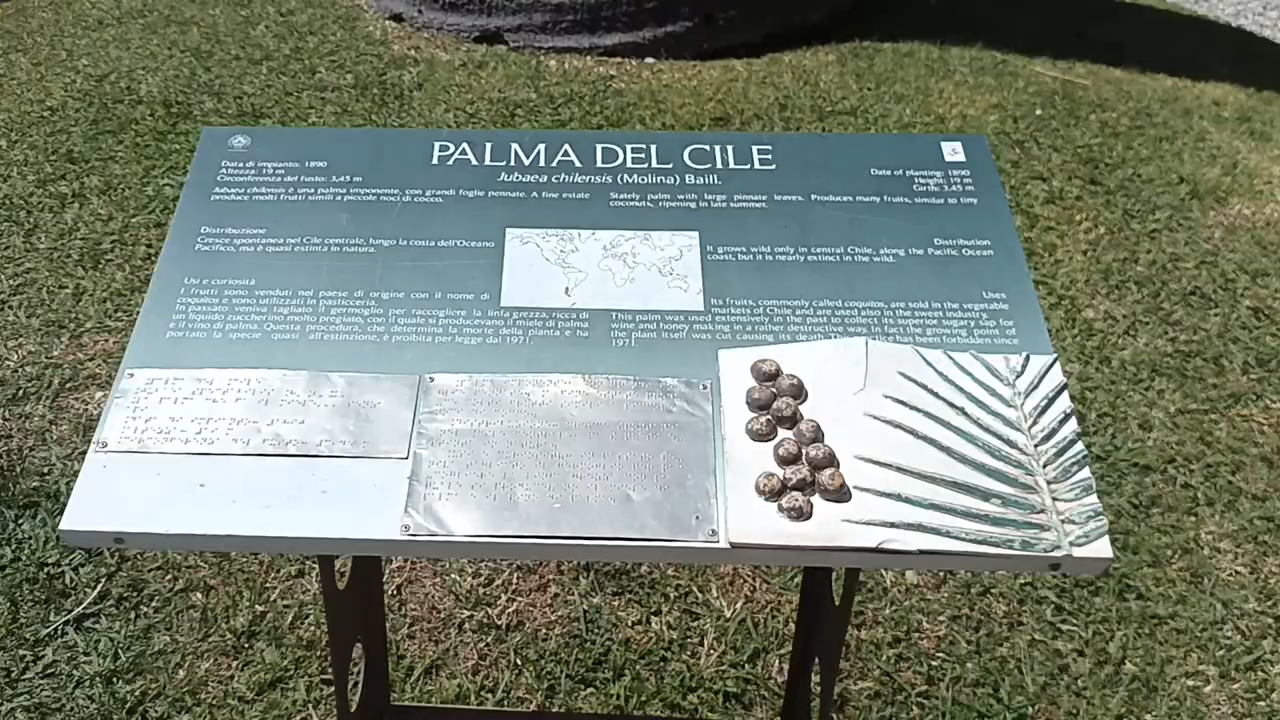 PALMA DEL CILE
Jubaea chilensis (Molina) Baill.
Data di impianto: 1890
Altezza: 19 m
Circonferenza del fusto: 3,45 m
Date of planting: 1890
Height: 19 m
Girth: 3.45 m
Jubaea chilensis è una palma imponente, con grandi foglie pennate. A fine estate
produce molti frutti simili a piccole noci di cocco.
Stately palm with large pinnate leaves. Produces many fruits, similar to tiny
coconuts, ripening in late summer.
Distribuzione
Cresce spontanea nel Cile centrale, lungo la costa dell'Oceano
Pacifico, ma è quasi estinta in natura.
Distribution
It grows wild only in central Chile, along the Pacific Ocean
coast, but it is nearly extinct in the wild.
Usi e curiosità
I frutti sono venduti nel paese di origine con il nome di
coquitos e sono utilizzati in pasticceria.
In passato veniva tagliato il germoglio per raccogliere la linfa grezza, ricca di
un liquido zuccherino molto pregiato, con il quale si producevano il miele di palma
e il vino di palma. Questa procedura, che determina la morte della pianta e ha
portato la specie quasi all'estinzione, è proibita per legge dal 1971.
Uses
Its fruits, commonly called coquitos, are sold in the vegetable
markets of Chile and are used also in the sweet industry.
This palm was used extensively in the past to collect its superior sugary sap for
wine and honey making in a rather destructive way. In fact the growing point of
the plant itself was cut causing its death. has been forbidden since
1971.